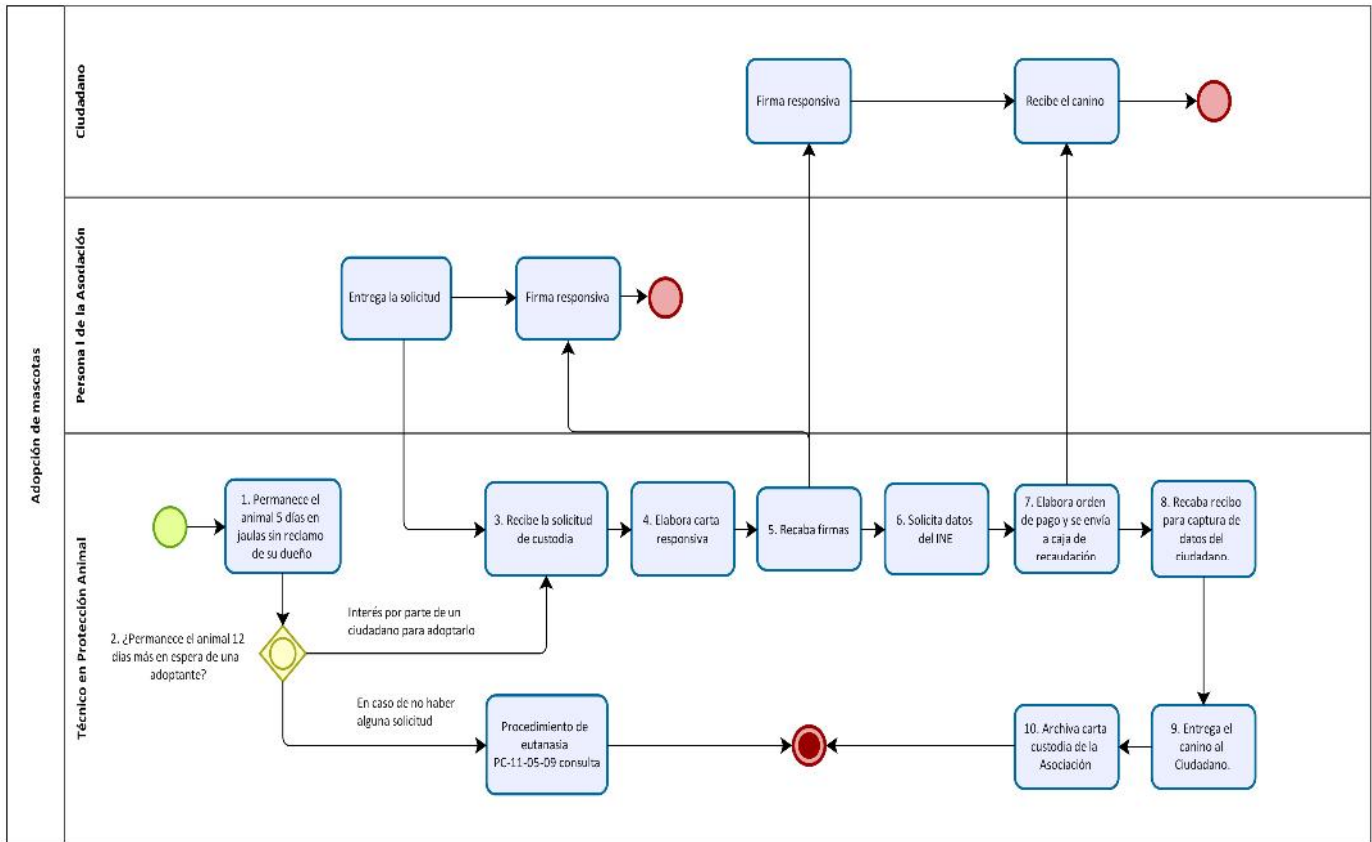 Adopción de mascotas
Ciudadano
Firma responsiva
Recibe el canino
Persona l de la Asodación
Entrega la solicitud
Firma responsiva
Técnico en Protección Animal
1. Permanece el
animal 5 días en
jaulas sin reclamo
de su dueño
3. Recibe la solicitud
de custodia
4. Elabora carta
responsiva
5. Recaba firmas
6. Solicita datos
del INE
7. Elabora orden
de pago y se envía
a caja de
recaudación
8. Recaba recibo
para captura de
datos del
ciudadano.
2. ¿Permanece el animal 12
días más en espera de una
adoptante?
Interés por parte de un
ciudadano para adoptarlo
En caso de no haber
alguna solicitud
Procedimiento de
eutanasia
PC-11-05-09 consulta
10. Archiva carta
custodia de la
Asociación
9. Entrega el
canino al
Ciudadano.